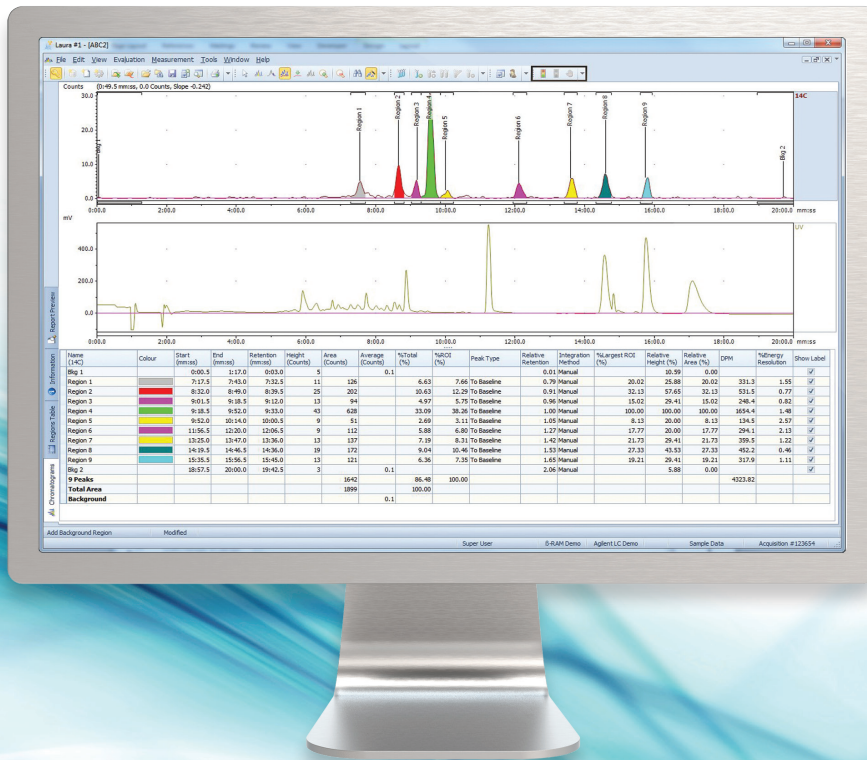 Laura #1 - [ABC2]
File Edit View Evaluation Measurement Tools Window Help
Counts (0:49.5 mm:ss, 0.0 Counts, Slope -0.242) 14C
30.0
20.0
10.0
0.0
Bkg 1 Region 1 Region 2 Region 3 Region 4 Region 5 Region 6 Region 7 Region 8 Region 9 Bkg 2
0:00.0 2:00.0 4:00.0 6:00.0 8:00.0 10:00.0 12:00.0 14:00.0 16:00.0 18:00.0 20:00.0 mm:ss
mV UV
400.0
200.0
0.0
0:00.0 2:00.0 4:00.0 6:00.0 8:00.0 10:00.0 12:00.0 14:00.0 16:00.0 18:00.0 20:00.0 mm:ss
Report Preview
Information
Regions Table
Chromatograms
Name (14C) Colour Start (mm:ss) End (mm:ss) Retention (mm:ss) Height (Counts) Area (Counts) Average (Counts) %Total (%) %ROI (%) Peak Type Relative Retention Integration Method %Largest ROI (%) Relative Height (%) Relative Area (%) DPM %Energy Resolution Show Label
Bkg 1 0:00.5 1:17.0 0:03.0 5 0.1 0.01 Manual 10.59 0.00
Region 1 7:17.5 7:43.0 7:32.5 11 126 6.63 7.66 To Baseline 0.79 Manual 20.02 25.88 20.02 331.3 1.55
Region 2 8:32.0 8:49.0 8:39.5 25 202 10.63 12.29 To Baseline 0.91 Manual 32.13 57.65 32.13 531.5 0.77
Region 3 9:01.5 9:18.5 9:12.0 13 94 4.97 5.75 To Baseline 0.96 Manual 15.02 29.41 15.02 248.4 0.82
Region 4 9:18.5 9:52.0 9:33.0 43 628 33.09 38.26 To Baseline 1.00 Manual 100.00 100.00 100.00 1654.4 1.48
Region 5 9:52.0 10:14.0 10:00.5 9 51 2.69 3.11 To Baseline 1.05 Manual 8.13 20.00 8.13 134.5 2.57
Region 6 11:56.5 12:20.0 12:06.5 9 112 5.88 6.80 To Baseline 1.27 Manual 17.77 20.00 17.77 294.1 2.13
Region 7 13:25.0 13:47.0 13:36.0 13 137 7.19 8.31 To Baseline 1.42 Manual 21.73 29.41 21.73 359.5 1.22
Region 8 14:19.5 14:46.5 14:36.0 19 172 9.04 10.46 To Baseline 1.53 Manual 27.33 43.53 27.33 452.2 0.46
Region 9 15:35.5 15:56.5 15:45.0 13 121 6.36 7.35 To Baseline 1.65 Manual 19.21 29.41 19.21 317.9 1.11
Bkg 2 18:57.5 20:00.0 19:42.5 3 0.1 2.06 Manual 5.88 0.00
9 Peaks 1642 86.48 100.00 4323.82
Total Area 1899 100.00
Background 0.1
Add Background Region Modified
Super User ß-RAM Demo Agilent LC Demo Sample Data Acquisition #123654